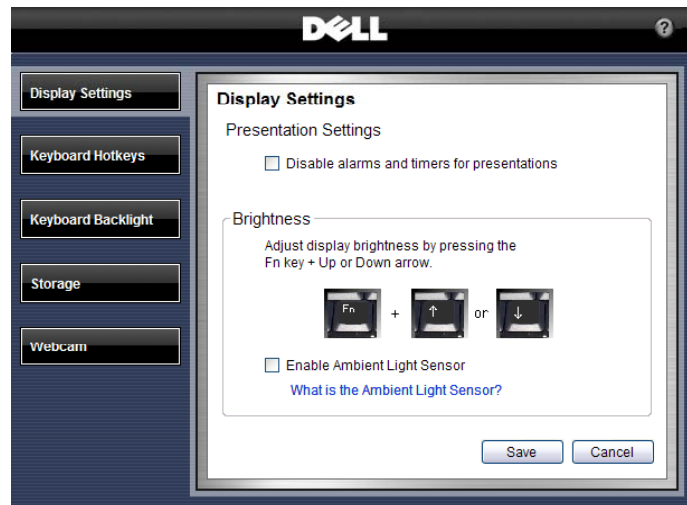 DELL
?
Display Settings
Keyboard Hotkeys
Keyboard Backlight
Storage
Webcam
Display Settings
Presentation Settings
Disable alarms and timers for presentations
Brightness
Adjust display brightness by pressing the
Fn key + Up or Down arrow.
Fn + ↑ or ↓
Enable Ambient Light Sensor
What is the Ambient Light Sensor?
Save Cancel